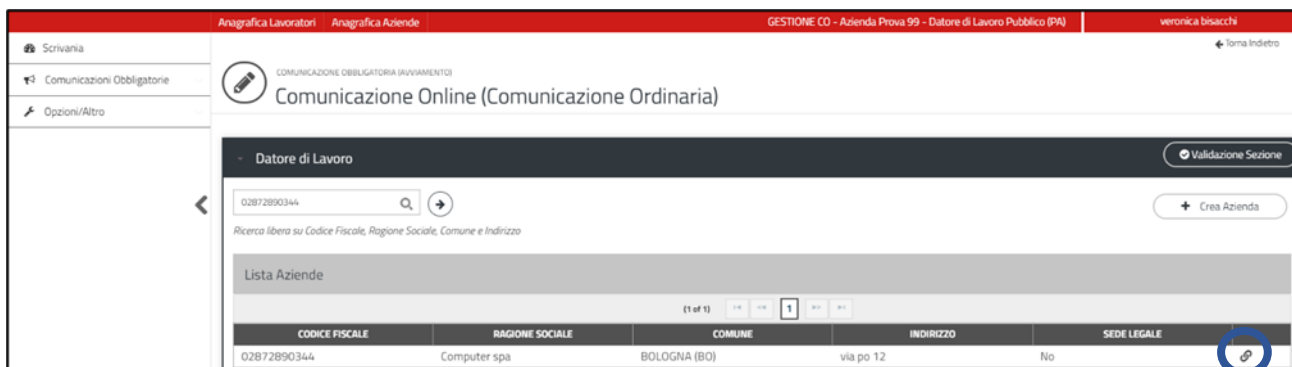 Anagrafica Lavoratori Anagrafica Aziende GESTIONE CO - Azienda Prova 99 - Datore di Lavoro Pubblico (PA) veronica bisacchi
Scrivania
Torna Indietro
Comunicazioni Obbligatorie
Opzioni/Altro
COMUNICAZIONE OBBLIGATORIA (AVVIAMENTO)
Comunicazione Online (Comunicazione Ordinaria)
Datore di Lavoro
Validazione Sezione
02872890344
+ Crea Azienda
Ricerca libera su Codice Fiscale, Ragione Sociale, Comune e Indirizzo
Lista Aziende
(1 of 1) 1
CODICE FISCALE RAGIONE SOCIALE COMUNE INDIRIZZO SEDE LEGALE
02872890344 Computer spa BOLOGNA (BO) via po 12 No